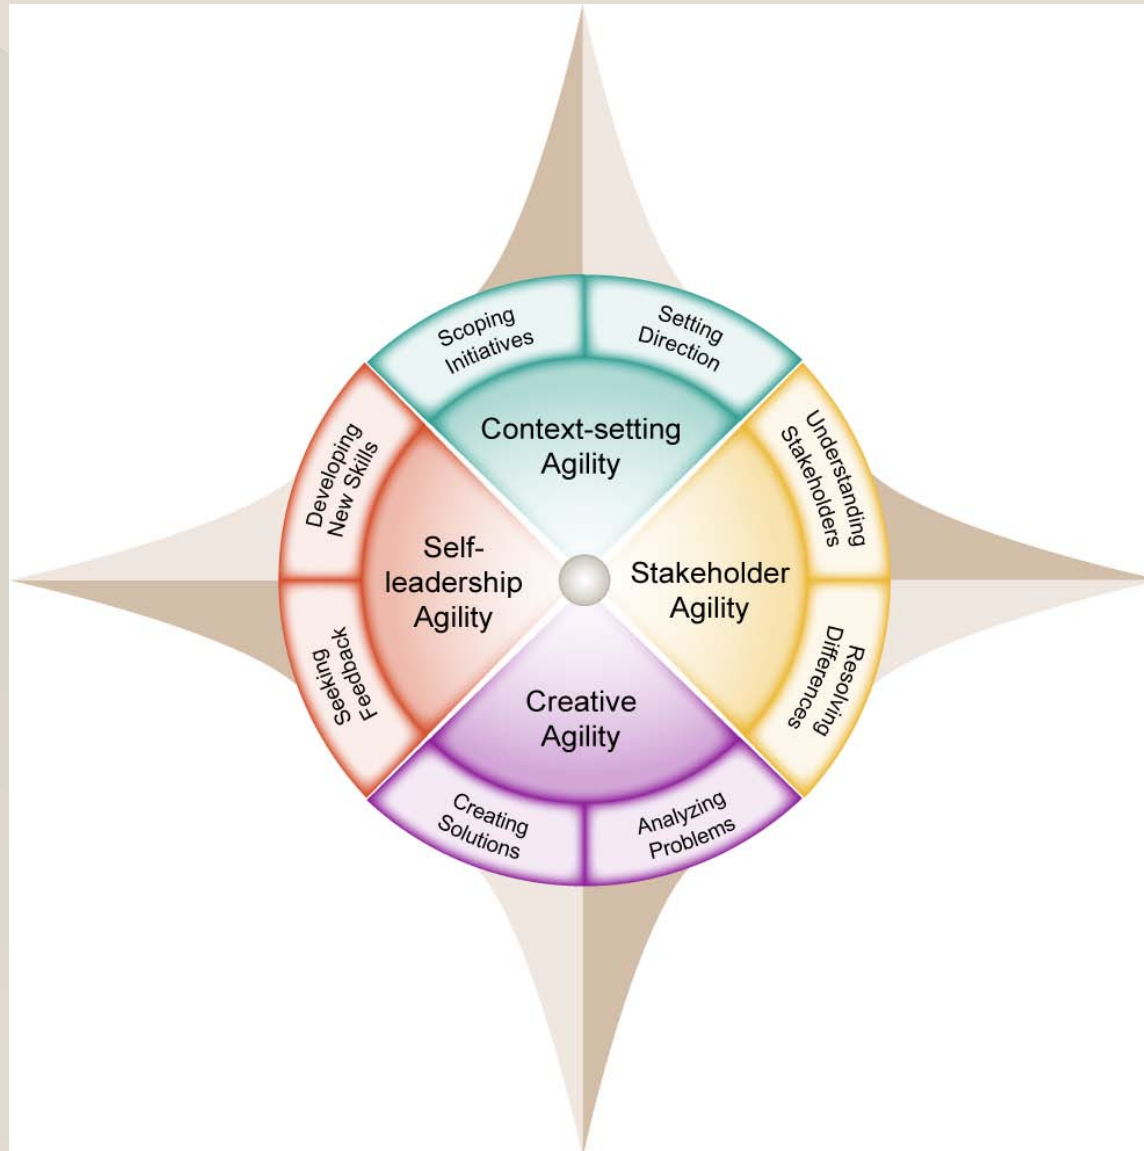 Scoping
Initiatives
Setting
Direction
Context-setting
Agility
Understanding
Stakeholders
Stakeholder
Agility
Resolving
Differences
Analyzing
Problems
Creative
Agility
Creating
Solutions
Seeking
Feedback
Self-
leadership
Agility
Developing
New Skills